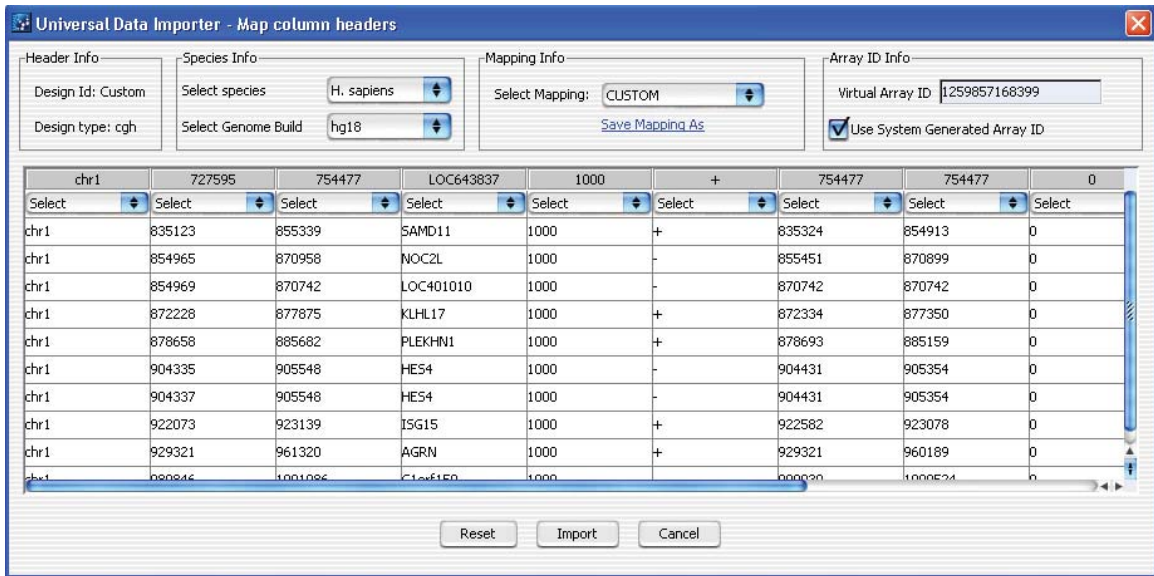 Universal Data Importer - Map column headers
Header Info Species Info Mapping Info Array ID Info
Design Id: Custom Select species H. sapiens Select Mapping: CUSTOM Virtual Array ID 1259857168399
Design type: cgh Select Genome Build hg18 Save Mapping As Use System Generated Array ID
chr1 727595 754477 LOC643837 1000 + 754477 754477 0
Select Select Select Select Select Select Select Select Select
chr1 835123 855339 SAMD11 1000 + 835324 854913 0
chr1 854965 870958 NOC2L 1000 - 855451 870899 0
chr1 854969 870742 LOC401010 1000 - 870742 870742 0
chr1 872228 877875 KLHL17 1000 + 872334 877350 0
chr1 878658 885682 PLEKHN1 1000 + 878693 885159 0
chr1 904335 905548 HES4 1000 - 904431 905354 0
chr1 904337 905548 HES4 1000 - 904431 905354 0
chr1 922073 923139 ISG15 1000 + 922582 923078 0
chr1 929321 961320 AGRN 1000 + 929321 960189 0
chr1 1000
Reset Import Cancel